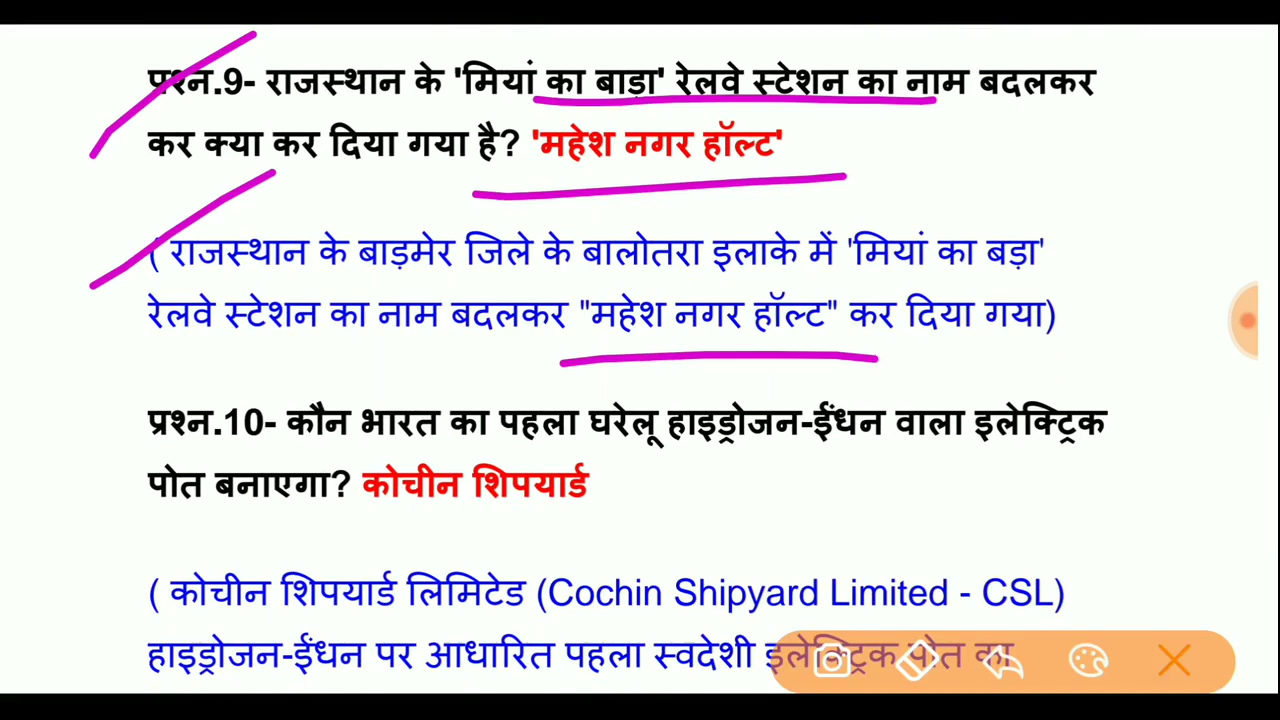 प्रश्न.9- राजस्थान के 'मियां का बाड़ा' रेलवे स्टेशन का नाम बदलकर
कर क्या कर दिया गया है? 'महेश नगर हॉल्ट'
( राजस्थान के बाड़मेर जिले के बालोतरा इलाके में 'मियां का बड़ा'
रेलवे स्टेशन का नाम बदलकर "महेश नगर हॉल्ट" कर दिया गया)
प्रश्न.10- कौन भारत का पहला घरेलू हाइड्रोजन-ईंधन वाला इलेक्ट्रिक
पोत बनाएगा? कोचीन शिपयार्ड
( कोचीन शिपयार्ड लिमिटेड (Cochin Shipyard Limited - CSL)
हाइड्रोजन-ईंधन पर आधारित पहला स्वदेशी इलेक्ट्रिक पोत का